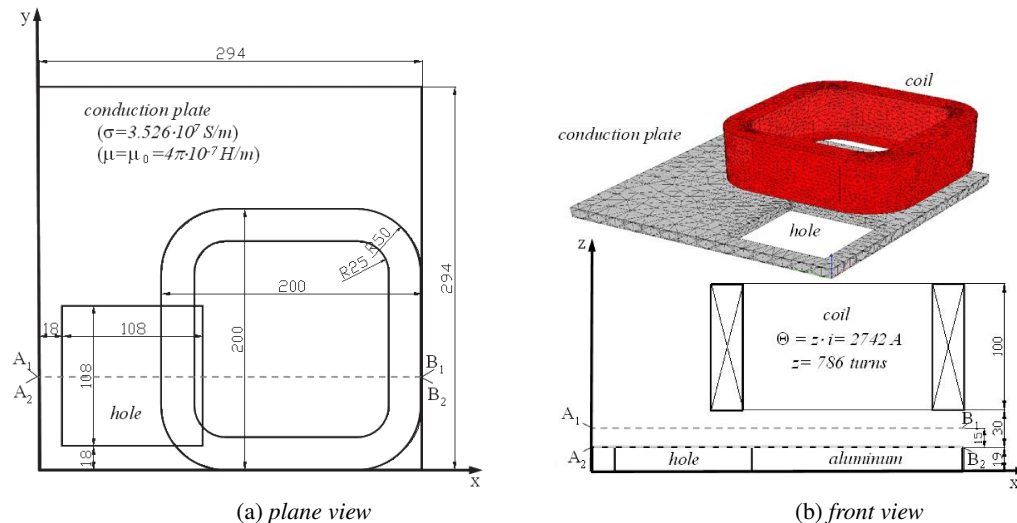 y
294
conduction plate
(σ=3.526·10⁷ S/m)
(μ=μ₀=4π·10⁻⁷ H/m)
R50
R25
294
200
200
18
108
108
A₁
A₂
B₁
B₂
hole
18
x
(a) plane view
coil
conduction plate
hole
z
coil
Θ = z·i= 2742 A
z= 786 turns
100
A₁
B₁
30
15
A₂
hole
aluminum
B₂
19
x
(b) front view